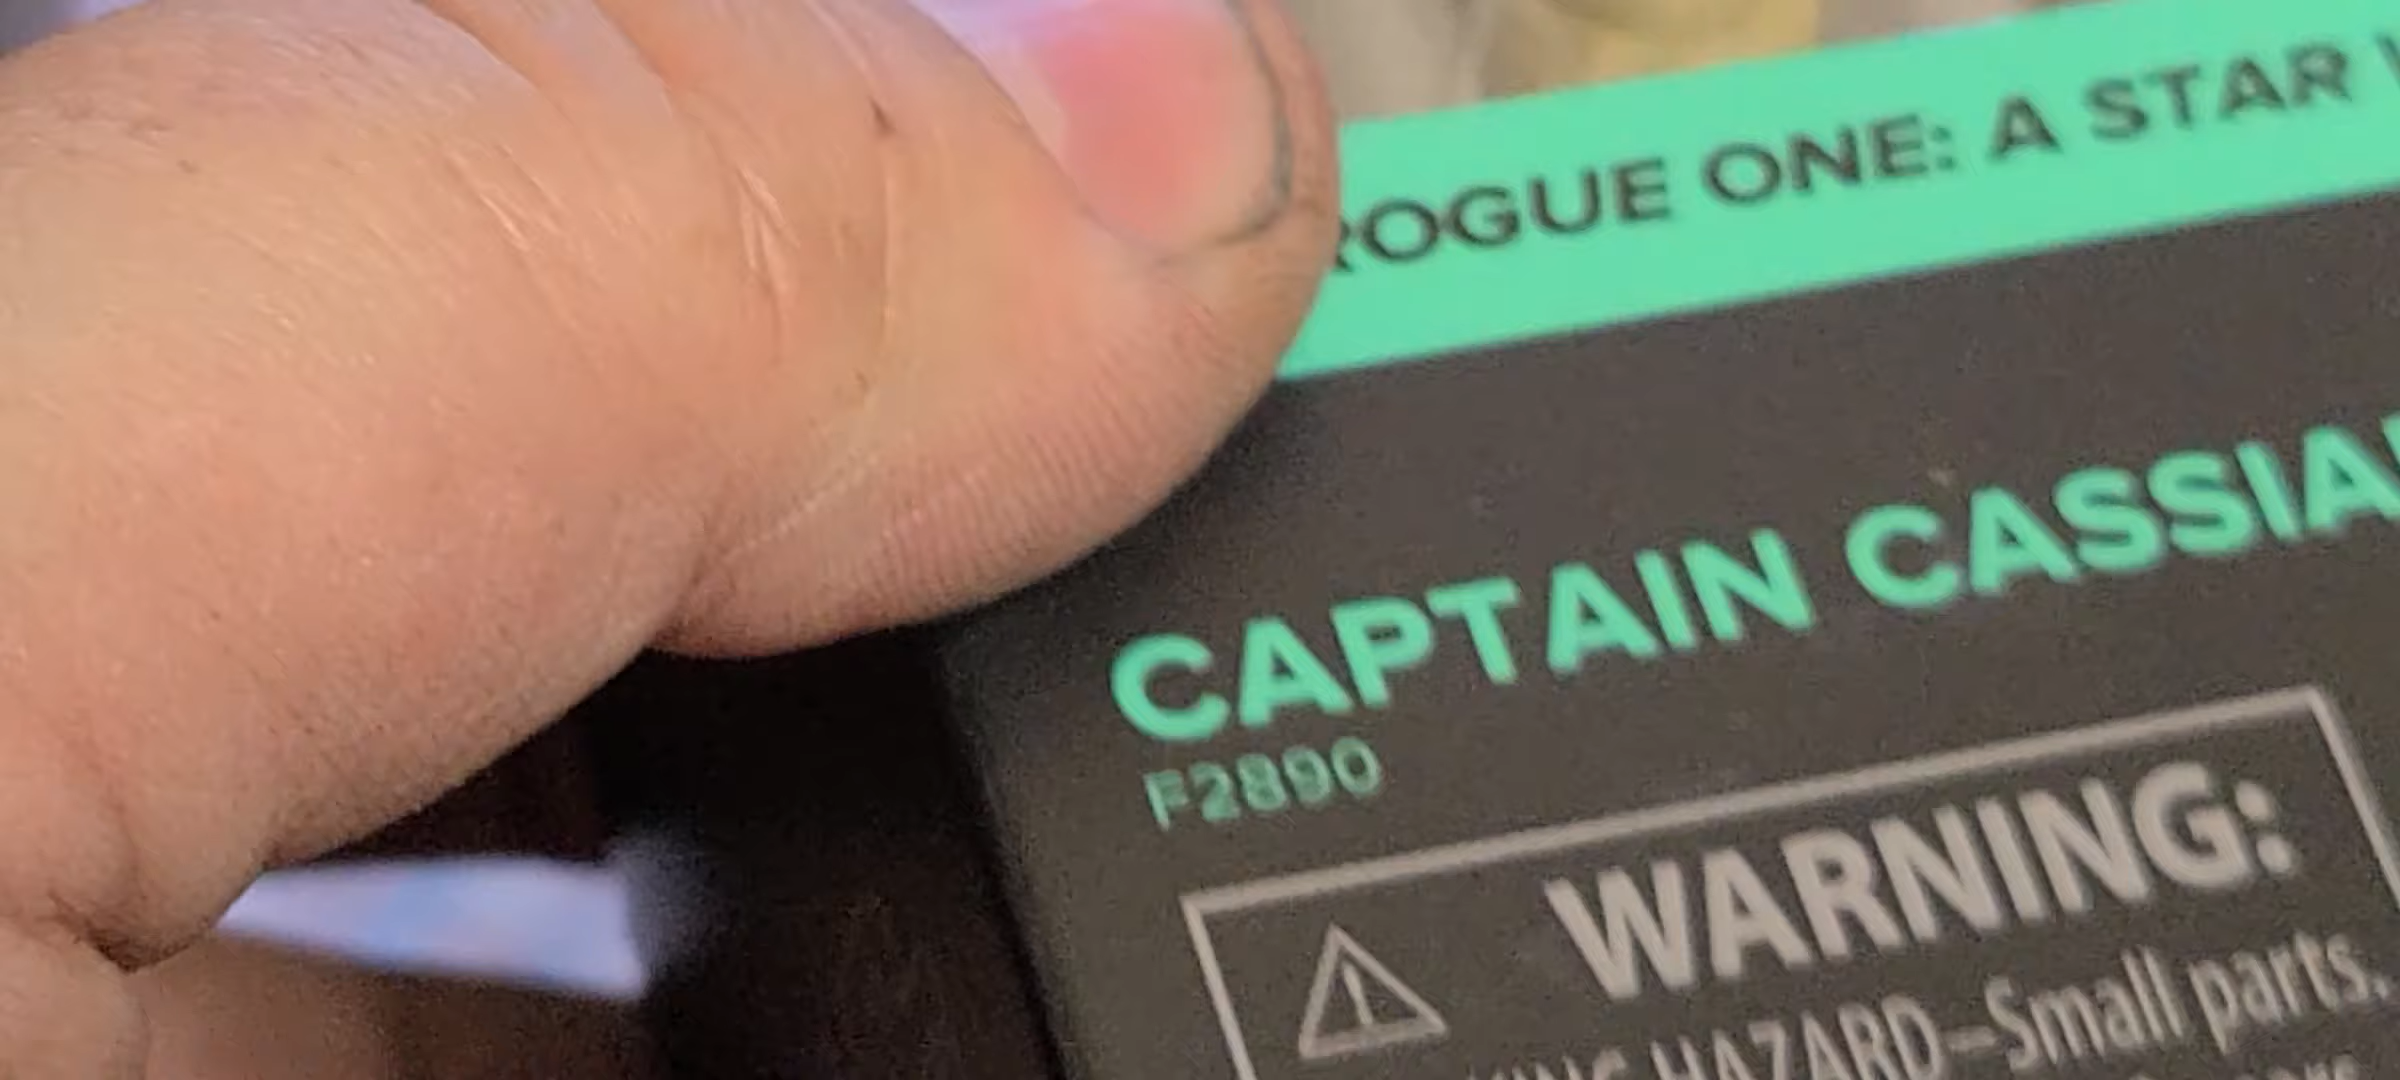 ROGUE ONE: A STAR
CAPTAIN CASSIA
F2890
WARNING:
HAZARD–Small parts.